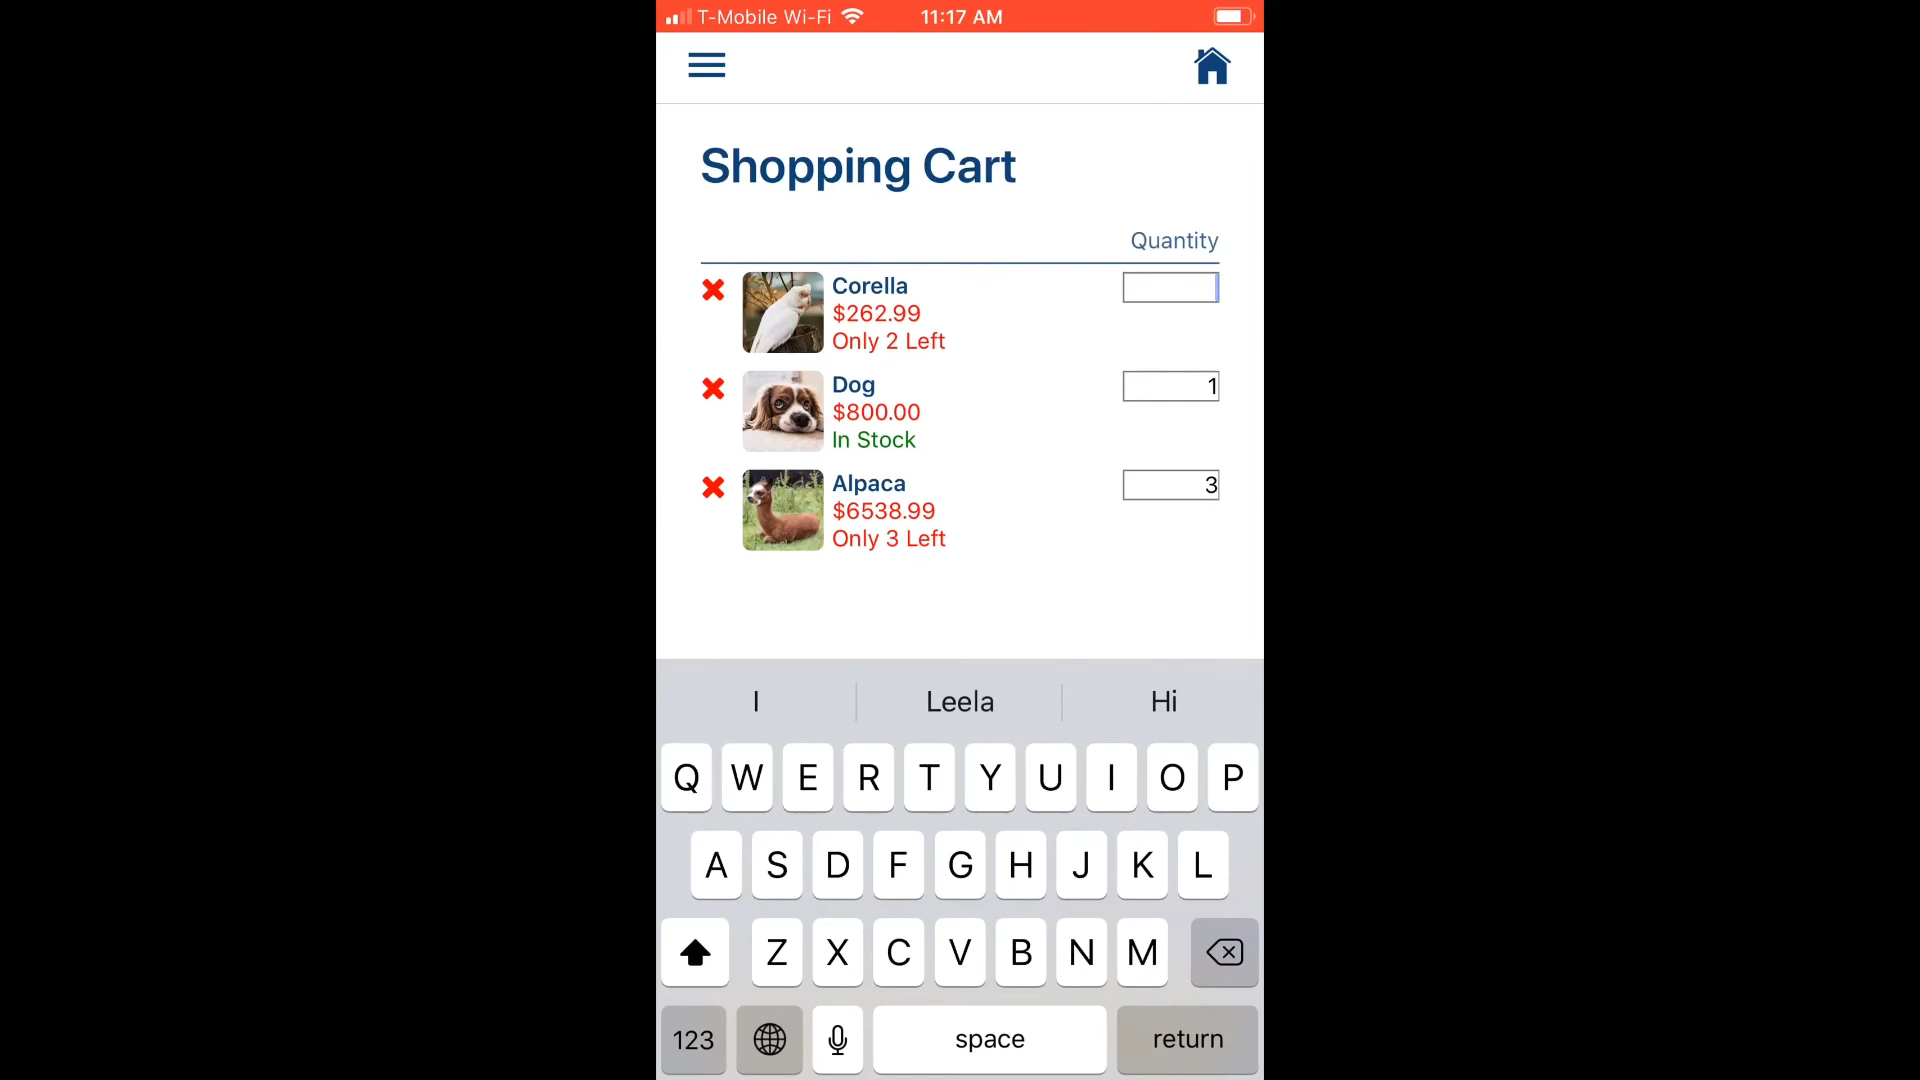 T-Mobile Wi-Fi 11:17 AM
Shopping Cart
Quantity
Corella
$262.99
Only 2 Left
Dog 1
$800.00
In Stock
Alpaca 3
$6538.99
Only 3 Left
I Leela Hi
Q W E R T Y U I O P
A S D F G H J K L
Z X C V B N M
123 space return